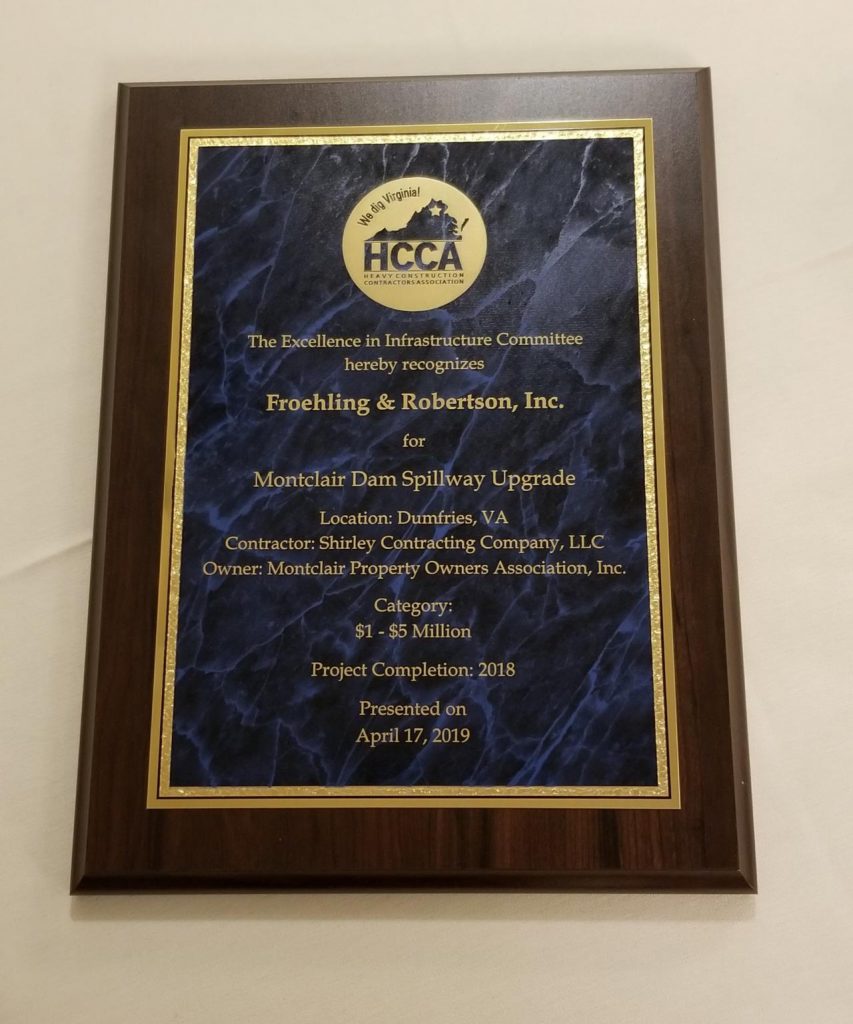 We dig Virginia!
HCCA
HEAVY CONSTRUCTION
CONTRACTORS ASSOCIATION
The Excellence in Infrastructure Committee
hereby recognizes
Froehling & Robertson, Inc.
for
Montclair Dam Spillway Upgrade
Location: Dumfries, VA
Contractor: Shirley Contracting Company, LLC
Owner: Montclair Property Owners Association, Inc.
Category:
$1 - $5 Million
Project Completion: 2018
Presented on
April 17, 2019